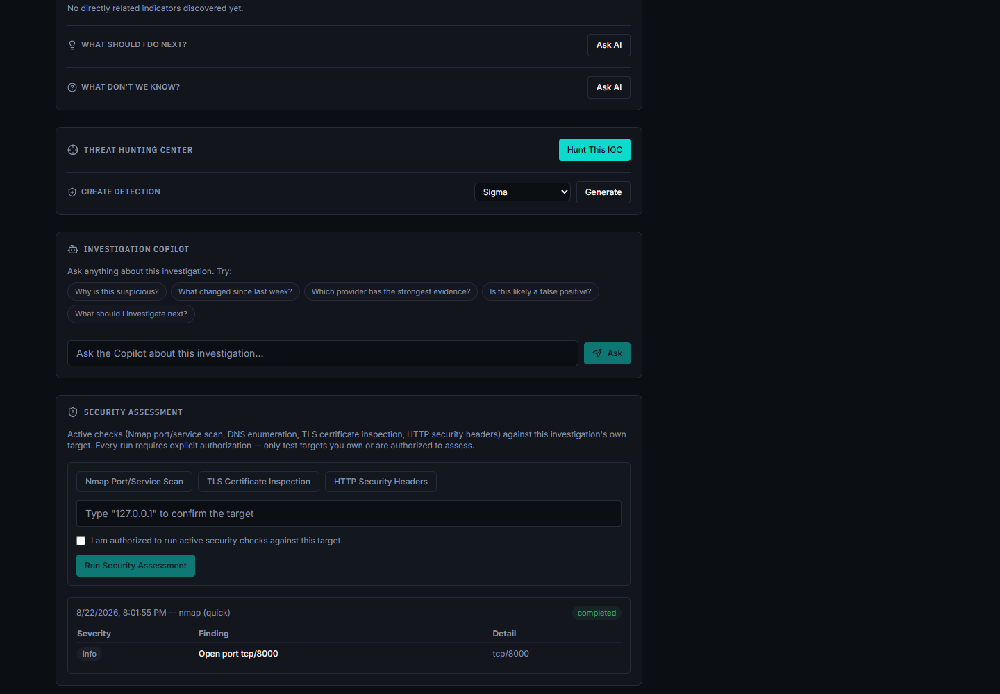 No directly related indicators discovered yet.
WHAT SHOULD I DO NEXT?
Ask AI
WHAT DON'T WE KNOW?
Ask AI
THREAT HUNTING CENTER
Hunt This IOC
CREATE DETECTION
Sigma
Generate
INVESTIGATION COPILOT
Ask anything about this investigation. Try:
Why is this suspicious?
What changed since last week?
Which provider has the strongest evidence?
Is this likely a false positive?
What should I investigate next?
Ask the Copilot about this investigation...
Ask
SECURITY ASSESSMENT
Active checks (Nmap port/service scan, DNS enumeration, TLS certificate inspection, HTTP security headers) against this investigation's own
target. Every run requires explicit authorization -- only test targets you own or are authorized to assess.
Nmap Port/Service Scan
TLS Certificate Inspection
HTTP Security Headers
Type "127.0.0.1" to confirm the target
I am authorized to run active security checks against this target.
Run Security Assessment
8/22/2026, 8:01:55 PM -- nmap (quick)
completed
Severity Finding Detail
info Open port tcp/8000 tcp/8000